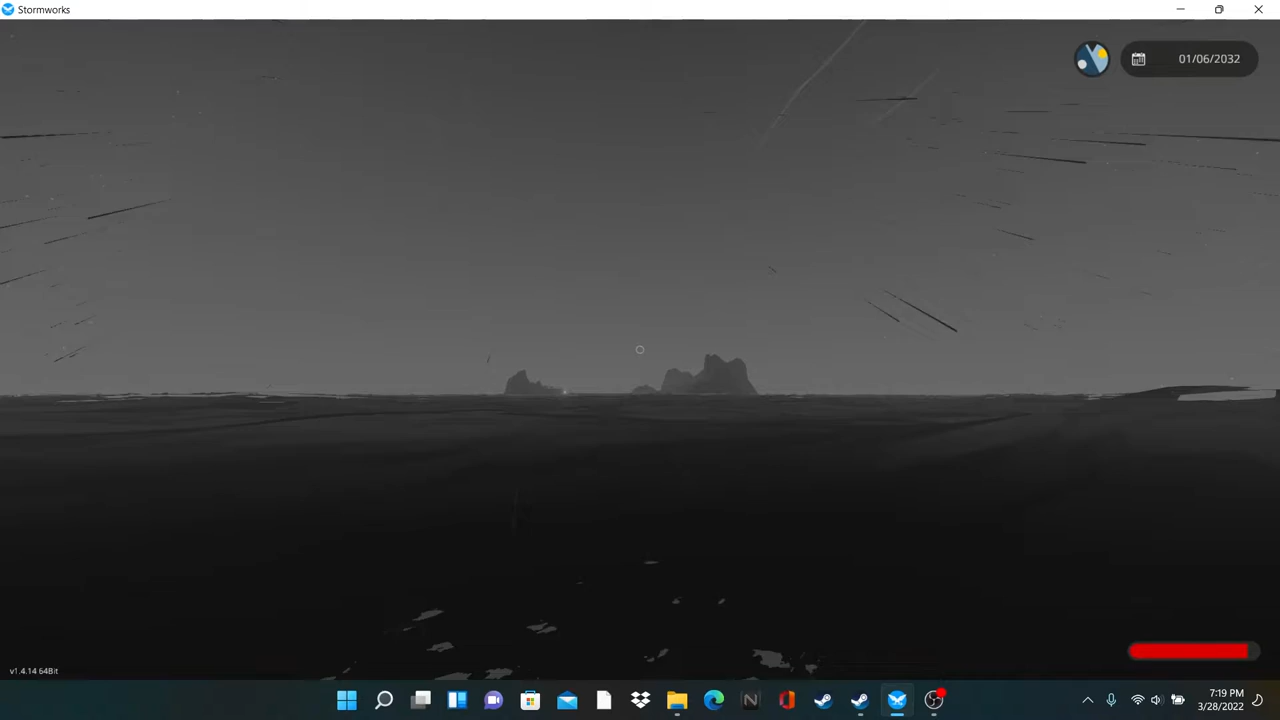 Stormworks
01/06/2032
v1.4.14 64Bit
7:19 PM
3/28/2022